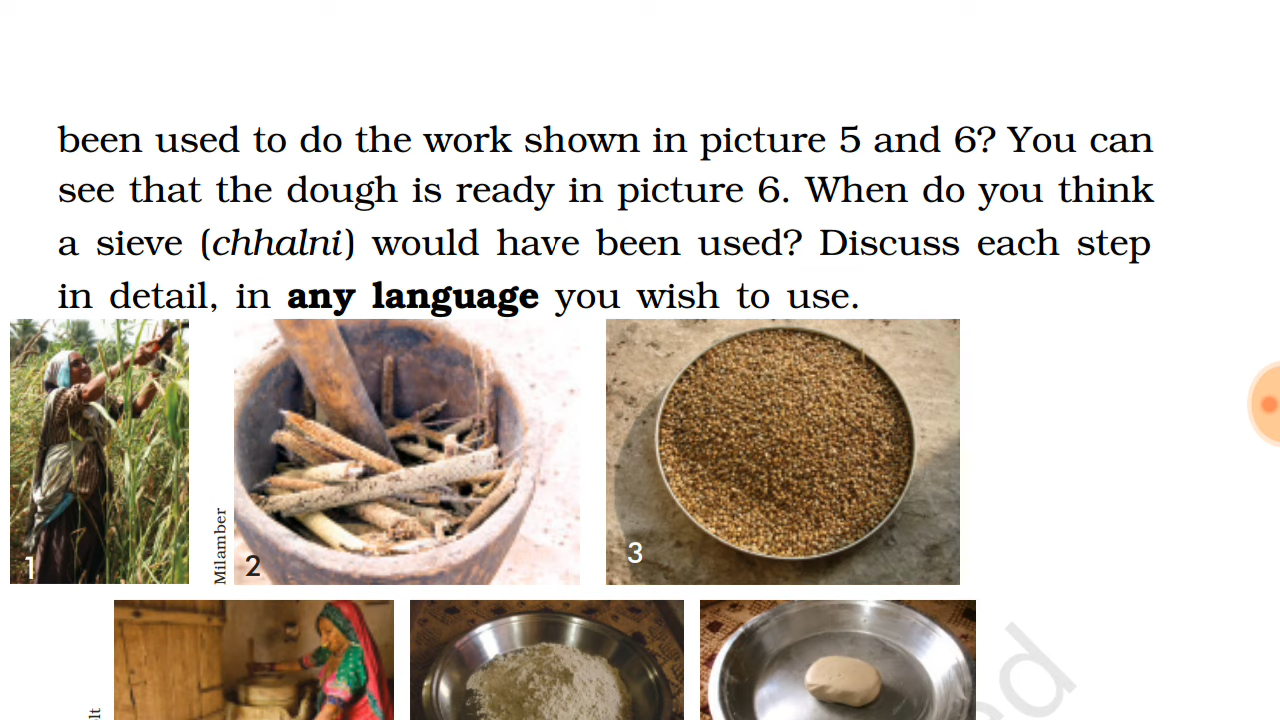 been used to do the work shown in picture 5 and 6? You can
see that the dough is ready in picture 6. When do you think
a sieve (chhalni) would have been used? Discuss each step
in detail, in any language you wish to use.
1
Milamber
2
3